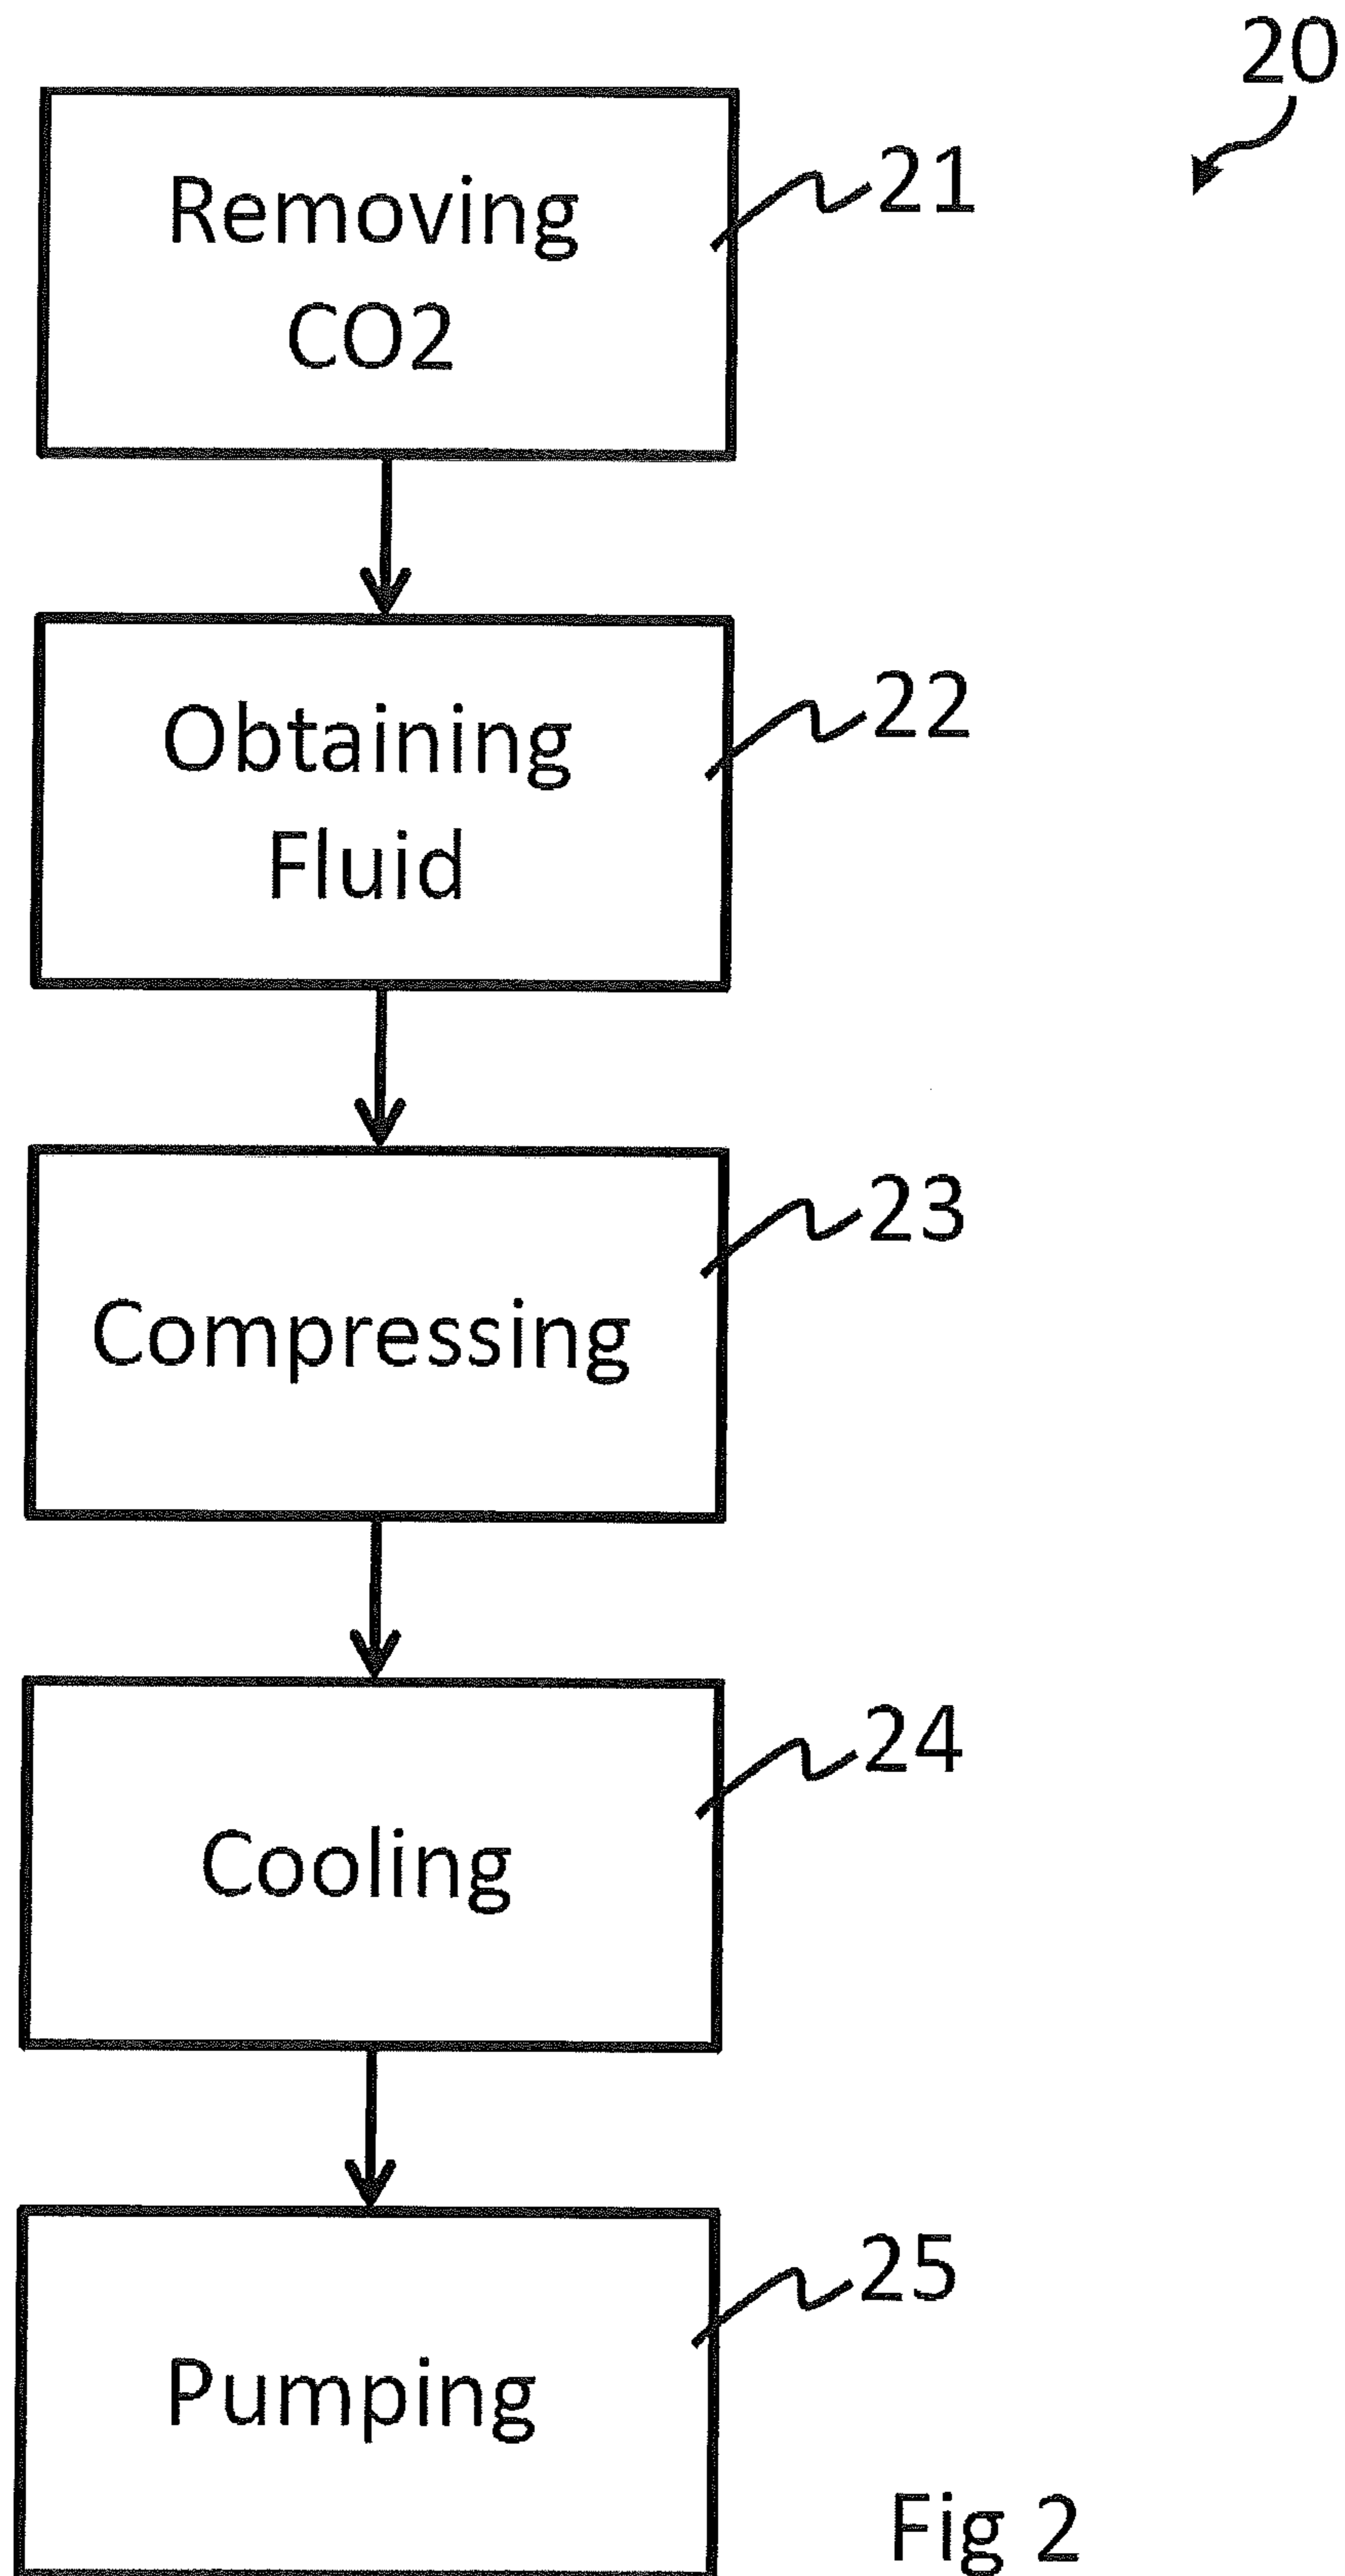 20
Removing
CO2
21
Obtaining
Fluid
22
Compressing
23
Cooling
24
Pumping
25
Fig 2